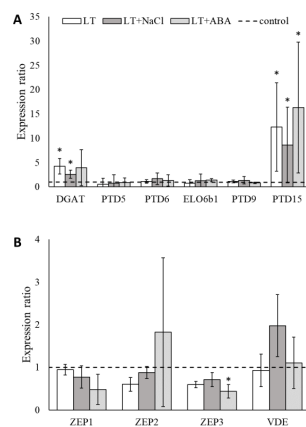 A
LT LT+NaCl LT+ABA control
Expression ratio
35
30
25
20
15
10
5
0
* * * * *
DGAT PTD5 PTD6 ELO6b1 PTD9 PTD15
B
Expression ratio
4
3
2
1
0
*
ZEP1 ZEP2 ZEP3 VDE